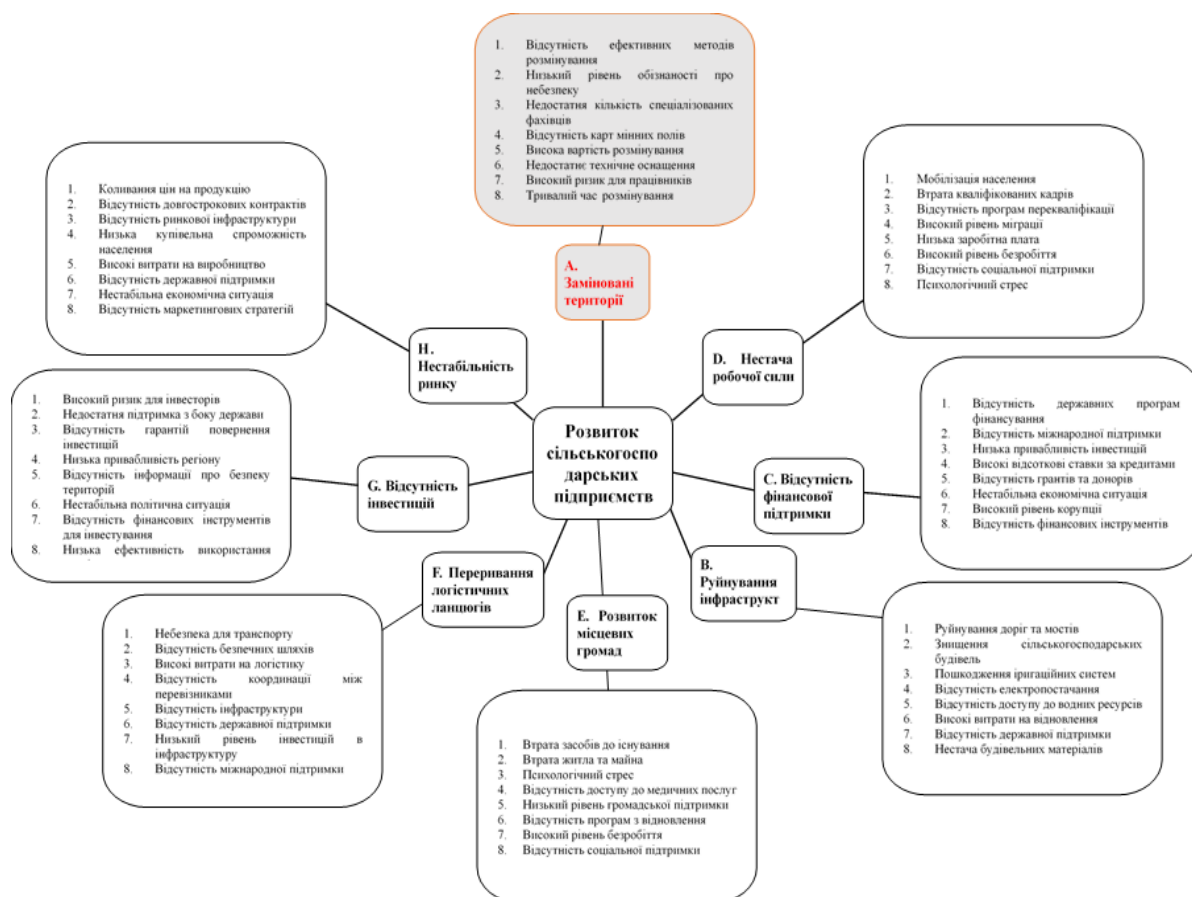 1. Відсутність ефективних методів
розмінування
2. Низький рівень обізнаності про
небезпеку
3. Недостатня кількість спеціалізованих
фахівців
4. Відсутність карт мінних полів
5. Висока вартість розмінування
6. Недостатнє технічне оснащення
7. Високий ризик для працівників
8. Тривалий час розмінування
A.
Заміновані
території
1. Коливання цін на продукцію
2. Відсутність довгострокових контрактів
3. Відсутність ринкової інфраструктури
4. Низька купівельна спроможність
населення
5. Високі витрати на виробництво
6. Відсутність державної підтримки
7. Нестабільна економічна ситуація
8. Відсутність маркетингових стратегій
H.
Нестабільність
ринку
1. Мобілізація населення
2. Втрата кваліфікованих кадрів
3. Відсутність програм перекваліфікації
4. Високий рівень міграції
5. Низька заробітна плата
6. Високий рівень безробіття
7. Відсутність соціальної підтримки
8. Психологічний стрес
D. Нестача
робочої сили
1. Високий ризик для інвесторів
2. Недостатня підтримка з боку держави
3. Відсутність гарантій повернення
інвестицій
4. Низька привабливість регіону
5. Відсутність інформації про безпеку
територій
6. Нестабільна політична ситуація
7. Відсутність фінансових інструментів
для інвестування
8. Низька ефективність використання
G. Відсутність
інвестицій
Розвиток
сільськогоспо
дарських
підприємств
C. Відсутність
фінансової
підтримки
1. Відсутність державних програм
фінансування
2. Відсутність міжнародної підтримки
3. Низька привабливість інвестицій
4. Високі відсоткові ставки за кредитами
5. Відсутність грантів та донорів
6. Нестабільна економічна ситуація
7. Високий рівень корупції
8. Відсутність фінансових інструментів
F. Переривання
логістичних
ланцюгів
1. Небезпека для транспорту
2. Відсутність безпечних шляхів
3. Високі витрати на логістику
4. Відсутність координації між
перевізниками
5. Відсутність інфраструктури
6. Відсутність державної підтримки
7. Низький рівень інвестицій в
інфраструктуру
8. Відсутність міжнародної підтримки
E. Розвиток
місцевих
громад
1. Втрата засобів до існування
2. Втрата житла та майна
3. Психологічний стрес
4. Відсутність доступу до медичних послуг
5. Низький рівень громадської підтримки
6. Відсутність програм з відновлення
7. Високий рівень безробіття
8. Відсутність соціальної підтримки
B.
Руйнування
інфраструкт
1. Руйнування доріг та мостів
2. Знищення сільськогосподарських
будівель
3. Пошкодження іригаційних систем
4. Відсутність електропостачання
5. Відсутність доступу до водних ресурсів
6. Високі витрати на відновлення
7. Відсутність державної підтримки
8. Нестача будівельних матеріалів